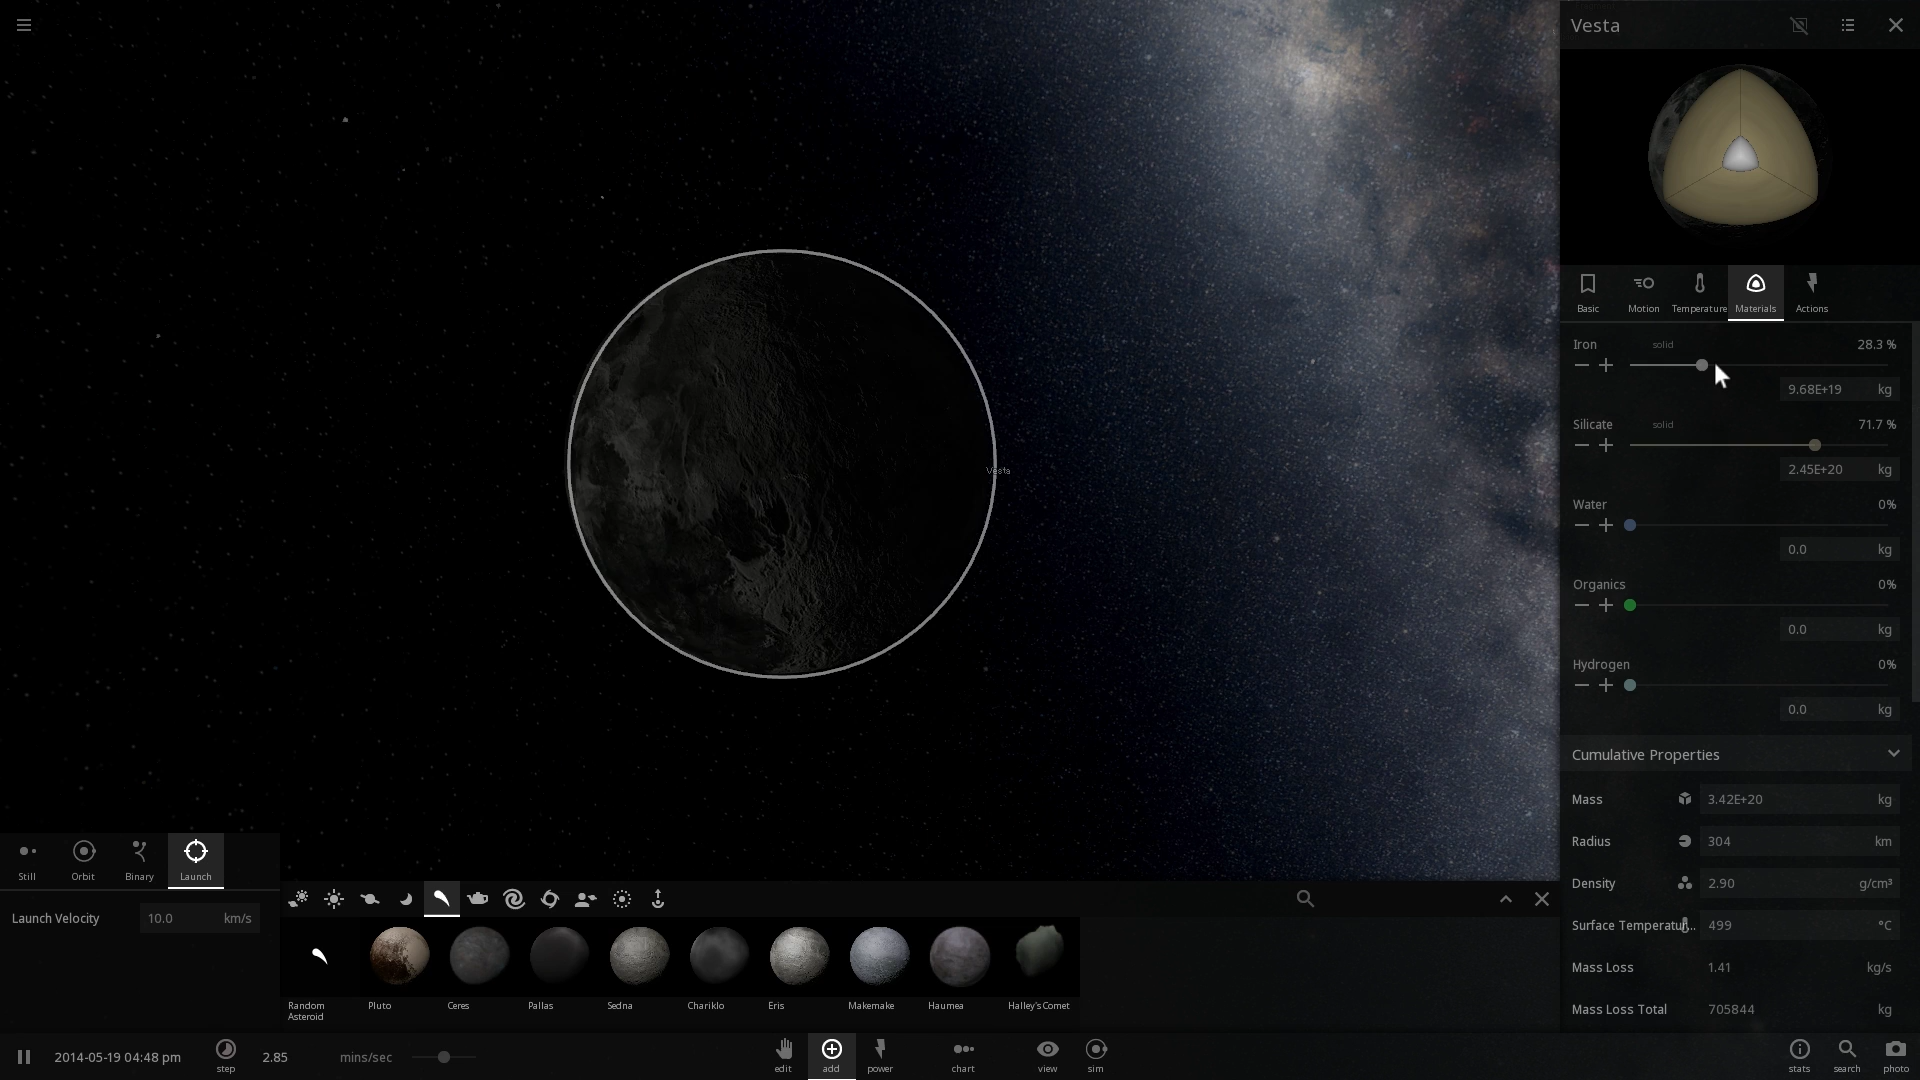 Vesta
Basic
Motion
Temperature
Materials
Actions
Iron solid 28.3 %
9.68E+19 kg
Silicate solid 71.7 %
2.45E+20 kg
Water 0%
0.0 kg
Organics 0%
0.0 kg
Hydrogen 0%
0.0 kg
Cumulative Properties
Mass 3.42E+20 kg
Radius 304 km
Density 2.90 g/cm³
Surface Temperatur... 499 °C
Mass Loss 1.41 kg/s
Mass Loss Total 705844 kg
Vesta
Still
Orbit
Binary
Launch
Launch Velocity 10.0 km/s
Random
Asteroid
Pluto
Ceres
Pallas
Sedna
Chariklo
Eris
Makemake
Haumea
Halley's Comet
2014-05-19 04:48 pm
step
2.85 mins/sec
edit
add
power
chart
view
sim
stats
search
photo